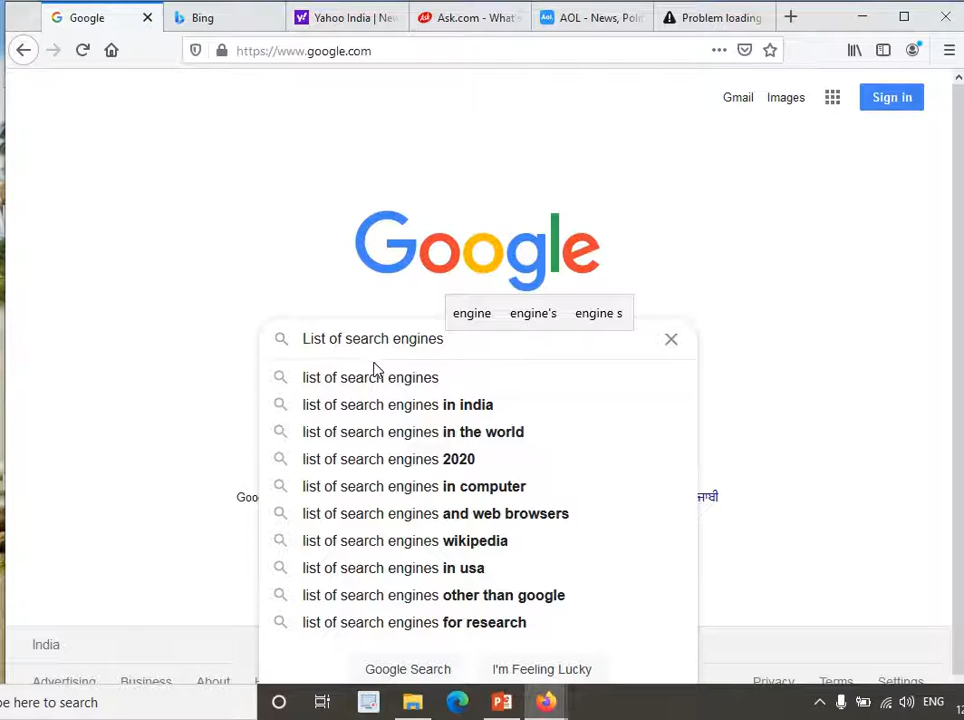 Google
Bing
Yahoo India | New
Ask.com - What's
AOL - News, Poli
Problem loading
https://www.google.com
Gmail
Images
Sign in
Google
engine engine's engine s
List of search engines
list of search engines
list of search engines in india
list of search engines in the world
list of search engines 2020
list of search engines in computer
list of search engines and web browsers
list of search engines wikipedia
list of search engines in usa
list of search engines other than google
list of search engines for research
Goo
ਜਾਬੀ
Google Search
I'm Feeling Lucky
India
Advertising
Business
About
Privacy
Terms
Settings
pe here to search
ENG